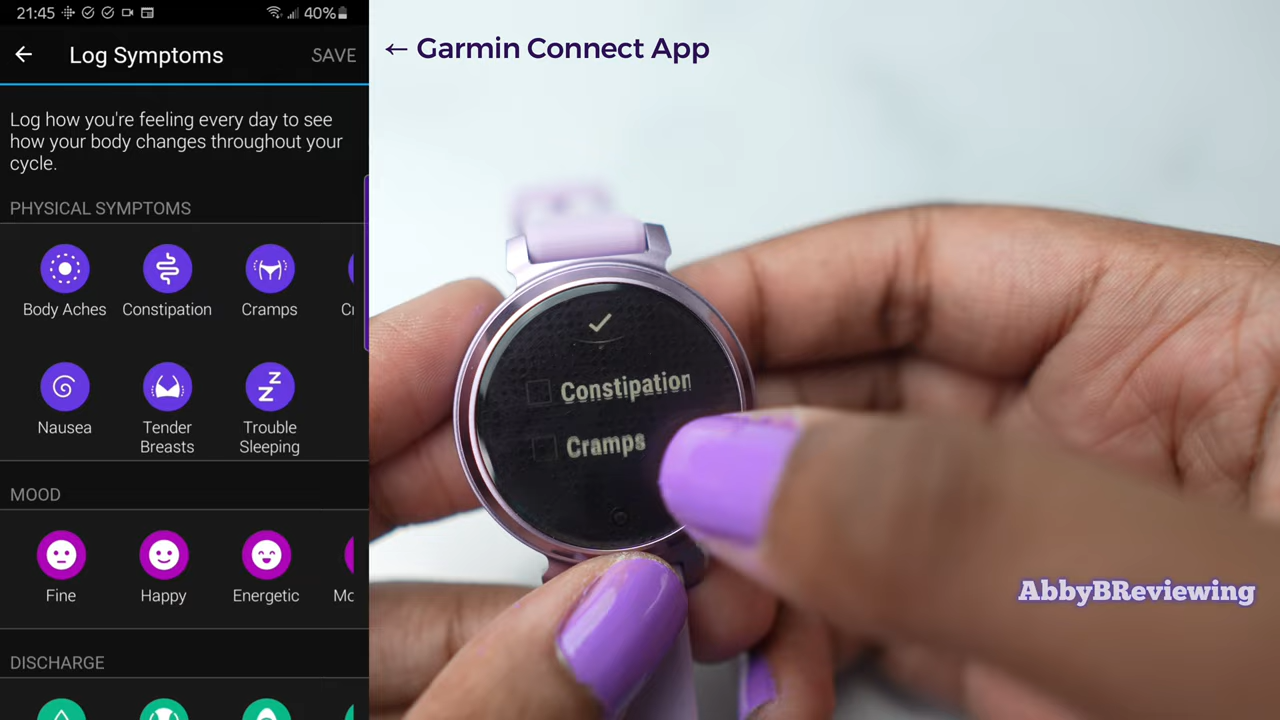 21:45
40%
Log Symptoms
SAVE
← Garmin Connect App
Log how you're feeling every day to see
how your body changes throughout your
cycle.
PHYSICAL SYMPTOMS
Body Aches
Constipation
Cramps
Nausea
Tender
Breasts
Trouble
Sleeping
MOOD
Fine
Happy
Energetic
DISCHARGE
Constipation
Cramps
AbbyBReviewing